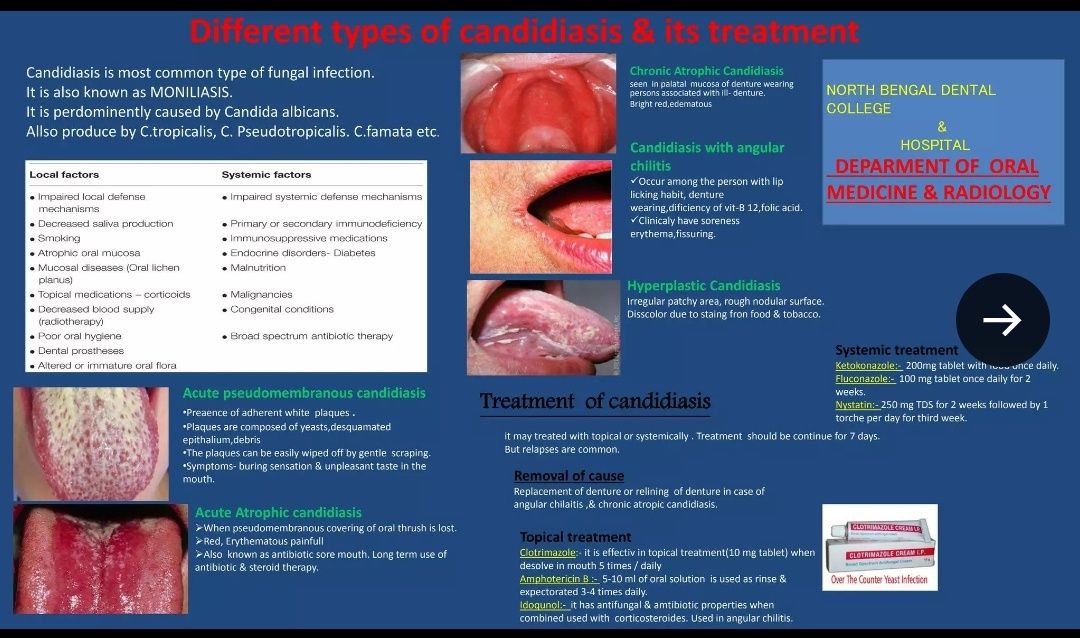 Different types of candidiasis & its treatment
Candidiasis is most common type of fungal infection.
It is also known as MONILIASIS.
It is perdominently caused by Candida albicans.
Allso produce by C.tropicalis, C. Pseudotropicalis. C.famata etc.
Local factors
• Impaired local defense
mechanisms
• Decreased saliva production
• Smoking
• Atrophic oral mucosa
• Mucosal diseases (Oral lichen
planus)
• Topical medications – corticoids
• Decreased blood supply
(radiotherapy)
• Poor oral hygiene
• Dental prostheses
• Altered or immature oral flora
Systemic factors
• Impaired systemic defense mechanisms
• Primary or secondary immunodeficiency
• Immunosuppressive medications
• Endocrine disorders- Diabetes
• Malnutrition
• Malignancies
• Congenital conditions
• Broad spectrum antibiotic therapy
Acute pseudomembranous candidiasis
•Preaence of adherent white plaques .
•Plaques are composed of yeasts,desquamated
epithalium,debris
•The plaques can be easily wiped off by gentle scraping.
•Symptoms- buring sensation & unpleasant taste in the
mouth.
Acute Atrophic candidiasis
➢When pseudomembranous covering of oral thrush is lost.
➢Red, Erythematous painfull
➢Also known as antibiotic sore mouth. Long term use of
antibiotic & steroid therapy.
Chronic Atrophic Candidiasis
seen in palatal mucosa of denture wearing
persons associated with ill- denture.
Bright red,edematous
Candidiasis with angular
chilitis
✓Occur among the person with lip
licking habit, denture
wearing,dificiency of vit-B 12,folic acid.
✓Clinicaly have soreness
erythema,fissuring.
Hyperplastic Candidiasis
Irregular patchy area, rough nodular surface.
Disscolor due to staing fron food & tobacco.
NORTH BENGAL DENTAL
COLLEGE
&
HOSPITAL
DEPARMENT OF ORAL
MEDICINE & RADIOLOGY
Treatment of candidiasis
it may treated with topical or systemically . Treatment should be continue for 7 days.
But relapses are common.
Removal of cause
Replacement of denture or relining of denture in case of
angular chilaitis ,& chronic atropic candidiasis.
Topical treatment
Clotrimazole:- it is effectiv in topical treatment(10 mg tablet) when
desolve in mouth 5 times / daily
Amphotericin B :- 5-10 ml of oral solution is used as rinse &
expectorated 3-4 times daily.
Idoqunol:- it has antifungal & amtibiotic properties when
combined used with corticosteroides. Used in angular chilitis.
Systemic treatment
Ketokonazole:- 200mg tablet with food once daily.
Fluconazole:- 100 mg tablet once daily for 2
weeks.
Nystatin:- 250 mg TDS for 2 weeks followed by 1
torche per day for third week.
CLOTRIMAZOLE CREAM I.P.
CLOTRIMAZOLE CREAM I.P.
Over The Counter Yeast Infection